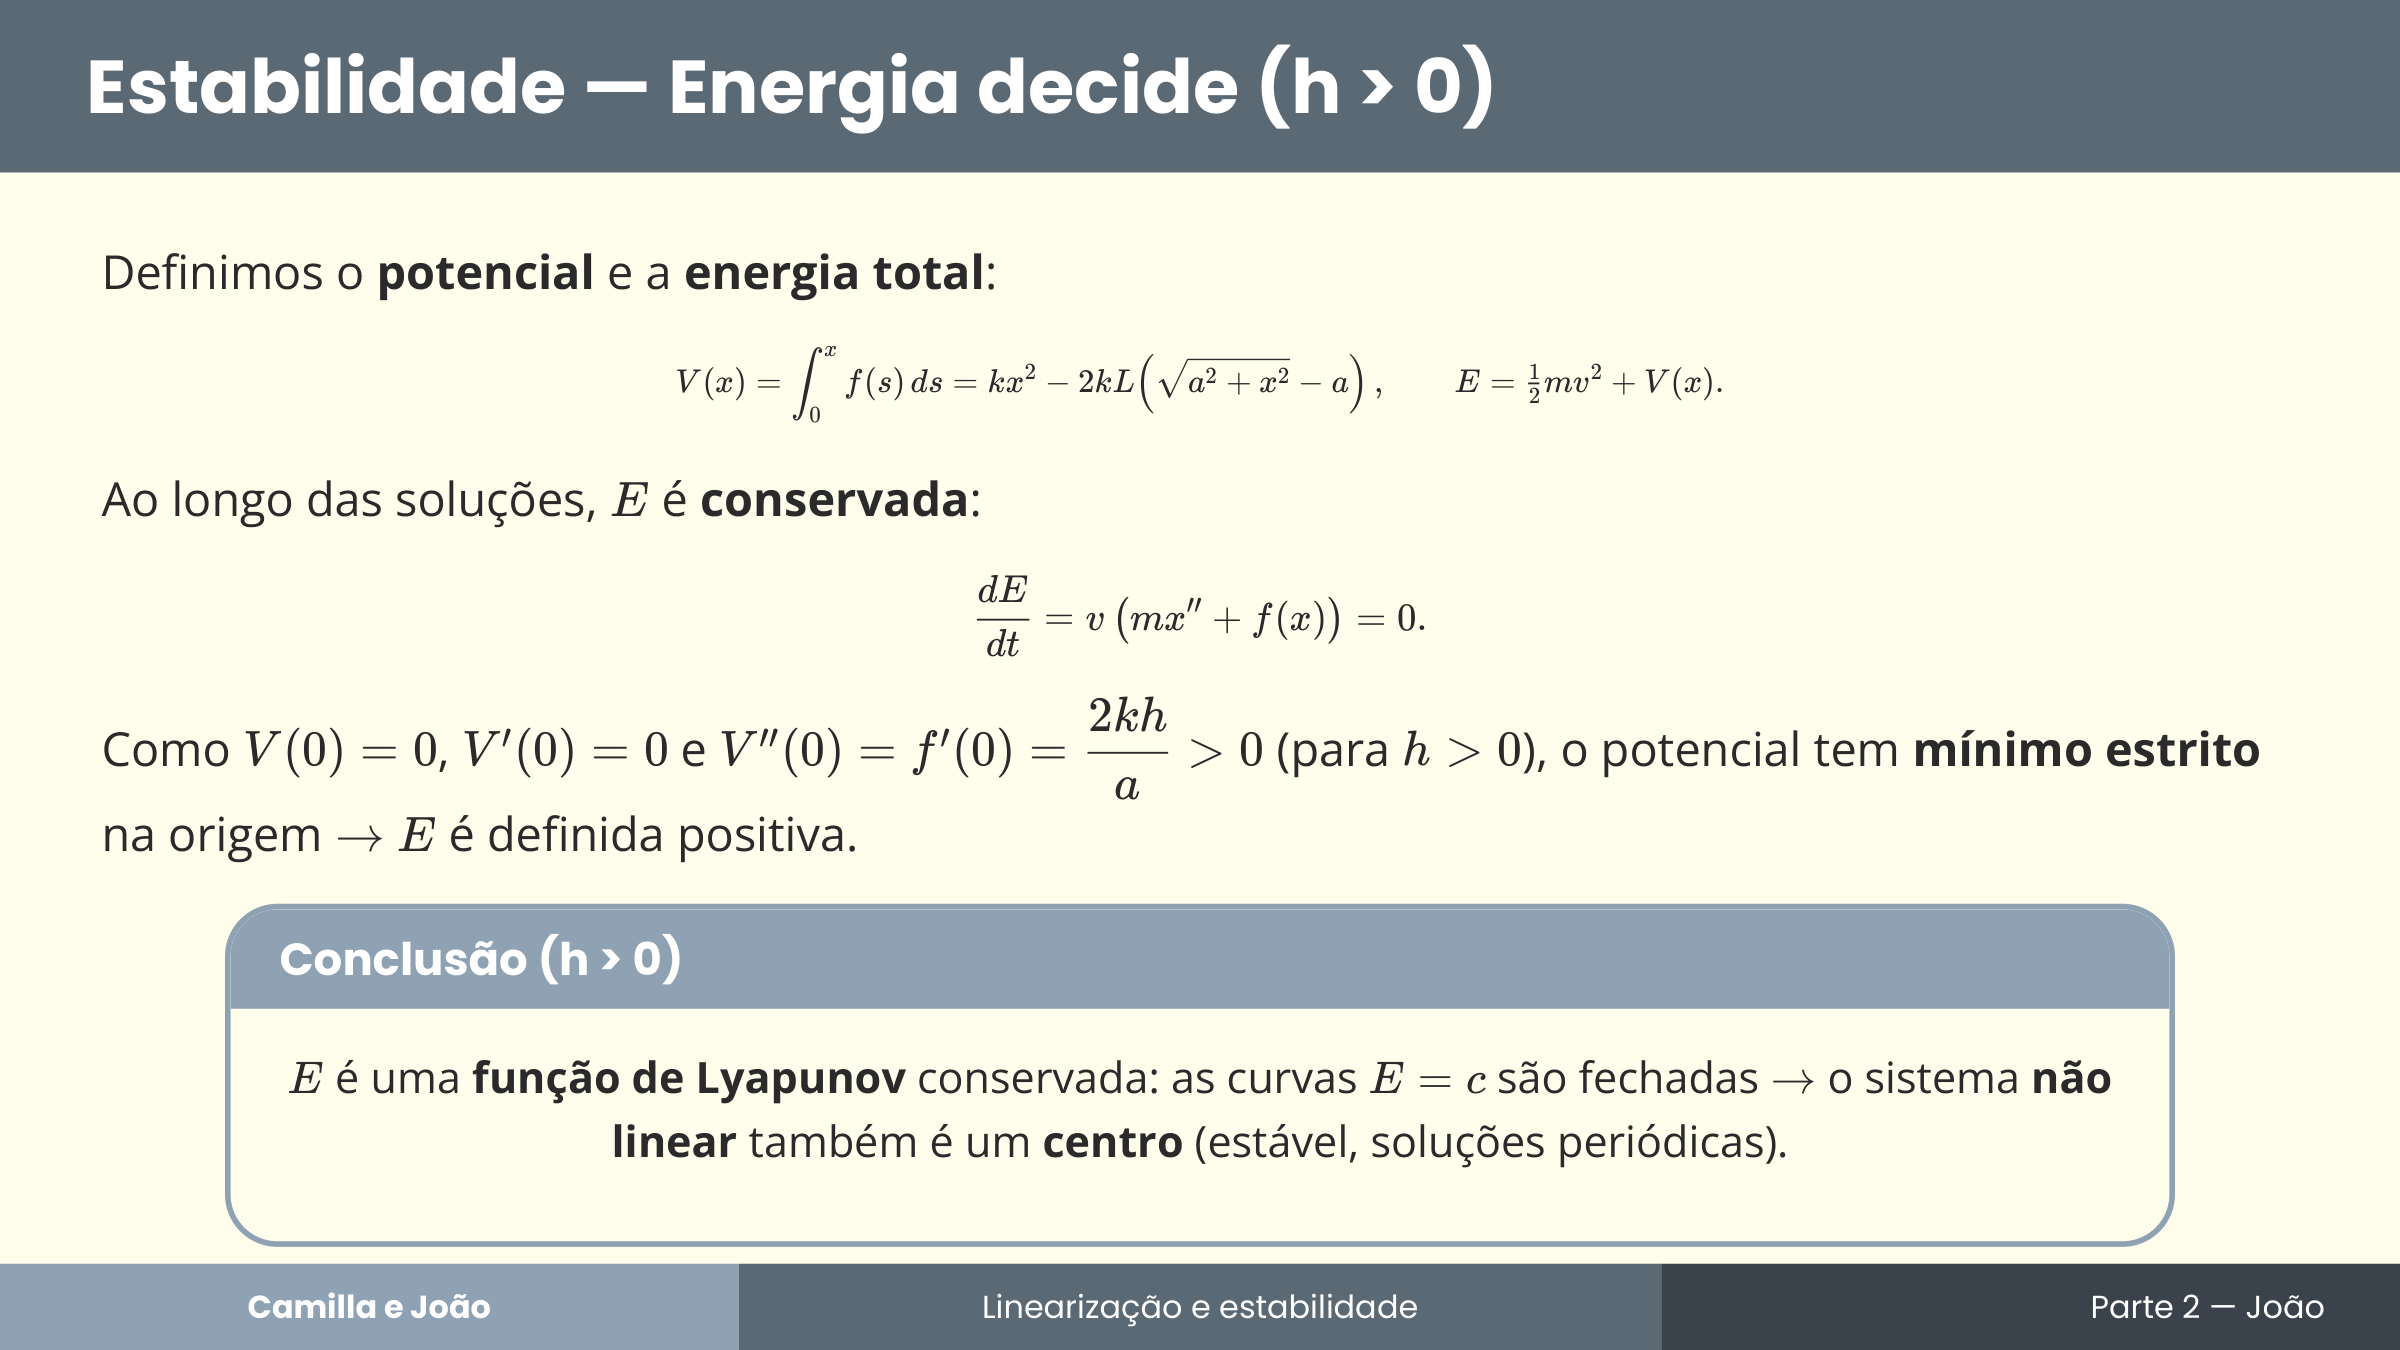 Estabilidade — Energia decide (h > 0)
Definimos o potencial e a energia total:
V(x) = ∫₀ˣ f(s) ds = kx² − 2kL(√(a² + x²) − a), E = ½mv² + V(x).
Ao longo das soluções, E é conservada:
dE/dt = v (mx″ + f(x)) = 0.
Como V(0) = 0, V′(0) = 0 e V″(0) = f′(0) = 2kh/a > 0 (para h > 0), o potencial tem mínimo estrito
na origem → E é definida positiva.
Conclusão (h > 0)
E é uma função de Lyapunov conservada: as curvas E = c são fechadas → o sistema não
linear também é um centro (estável, soluções periódicas).
Camilla e João
Linearização e estabilidade
Parte 2 — João